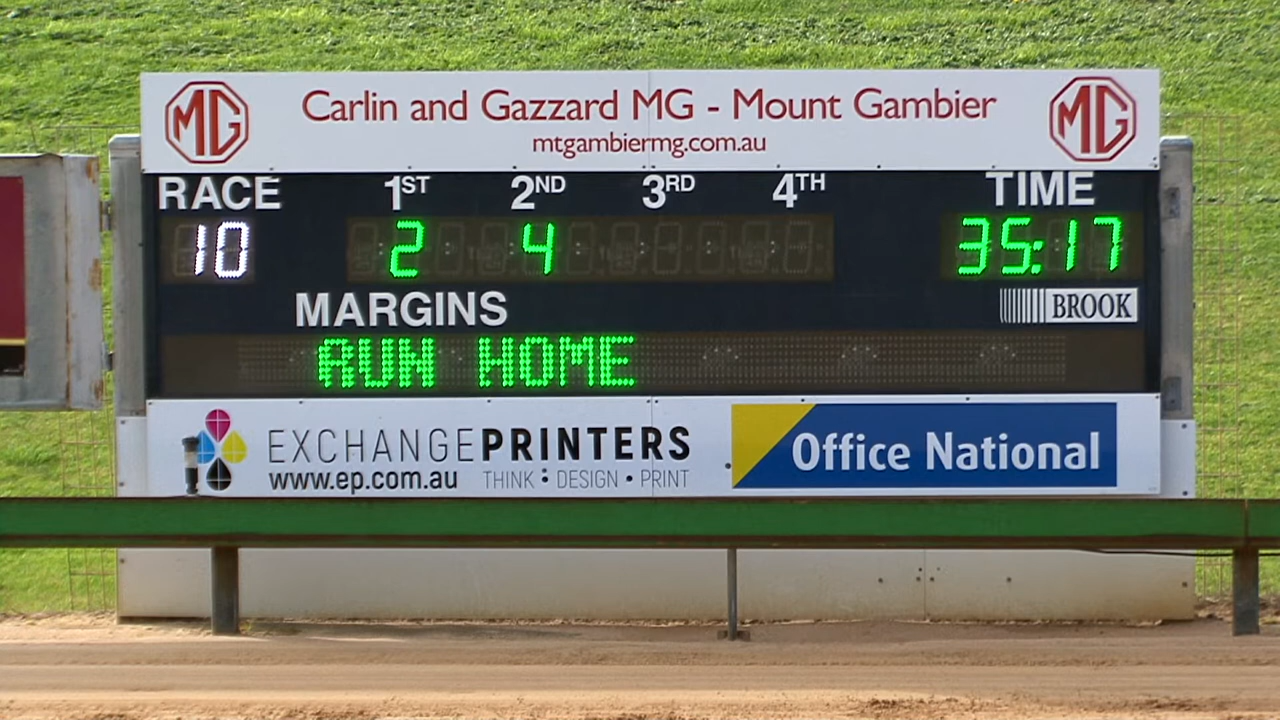 MG Carlin and Gazzard MG - Mount Gambier MG
mtgambiermg.com.au
RACE 1ST 2ND 3RD 4TH TIME
10 2 4 35:17
MARGINS BROOK
RUN HOME
EXCHANGEPRINTERS
www.ep.com.au THINK : DESIGN • PRINT
Office National